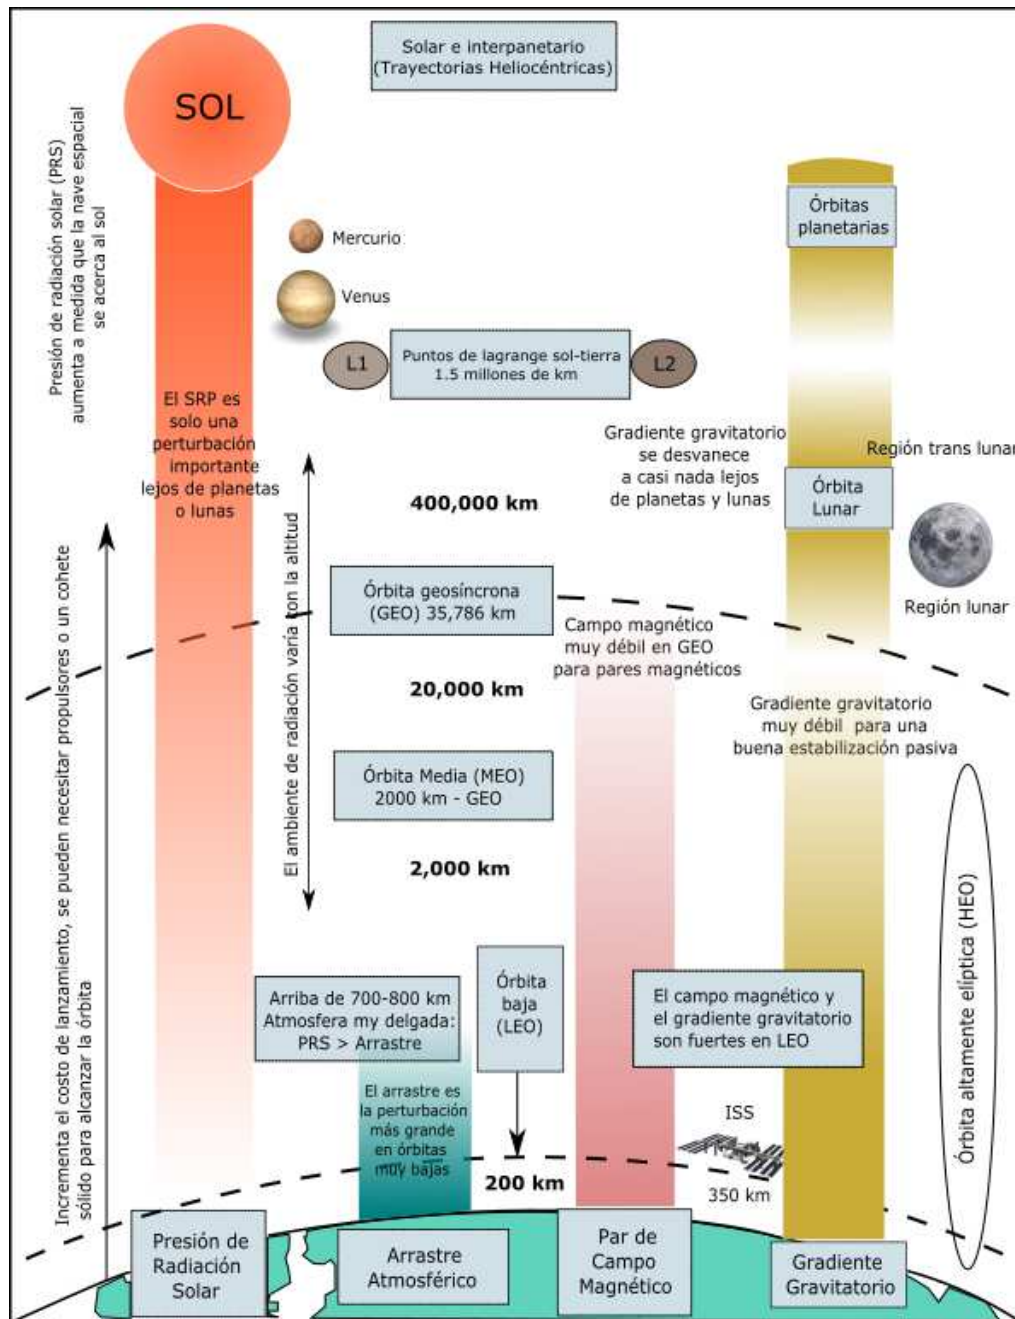 Solar e interpanetario
(Trayectorias Heliocéntricas)
SOL
Presión de radiación solar (PRS)
aumenta a medida que la nave espacial
se acerca al sol
Órbitas
planetarias
Mercurio
Venus
L1
Puntos de lagrange sol-tierra
1.5 millones de km
L2
El SRP es
solo una
perturbación
importante
lejos de planetas
o lunas
Gradiente gravitatorio
se desvanece
a casi nada lejos
de planetas y lunas
Región trans lunar
Órbita
Lunar
400,000 km
El ambiente de radiación varía con la altitud
Región lunar
Órbita geosíncrona
(GEO) 35,786 km
Campo magnético
muy débil en GEO
para pares magnéticos
20,000 km
Gradiente gravitatorio
muy débil para una
buena estabilización pasiva
Órbita Media (MEO)
2000 km - GEO
2,000 km
Incrementa el costo de lanzamiento, se pueden necesitar propulsores o un cohete
sólido para alcanzar la órbita
Órbita altamente elíptica (HEO)
Arriba de 700-800 km
Atmosfera my delgada:
PRS > Arrastre
Órbita
baja
(LEO)
El campo magnético y
el gradiente gravitatorio
son fuertes en LEO
El arrastre es
la perturbación
más grande
en órbitas
muy bajas
ISS
200 km
350 km
Presión de
Radiación
Solar
Arrastre
Atmosférico
Par de
Campo
Magnético
Gradiente
Gravitatorio